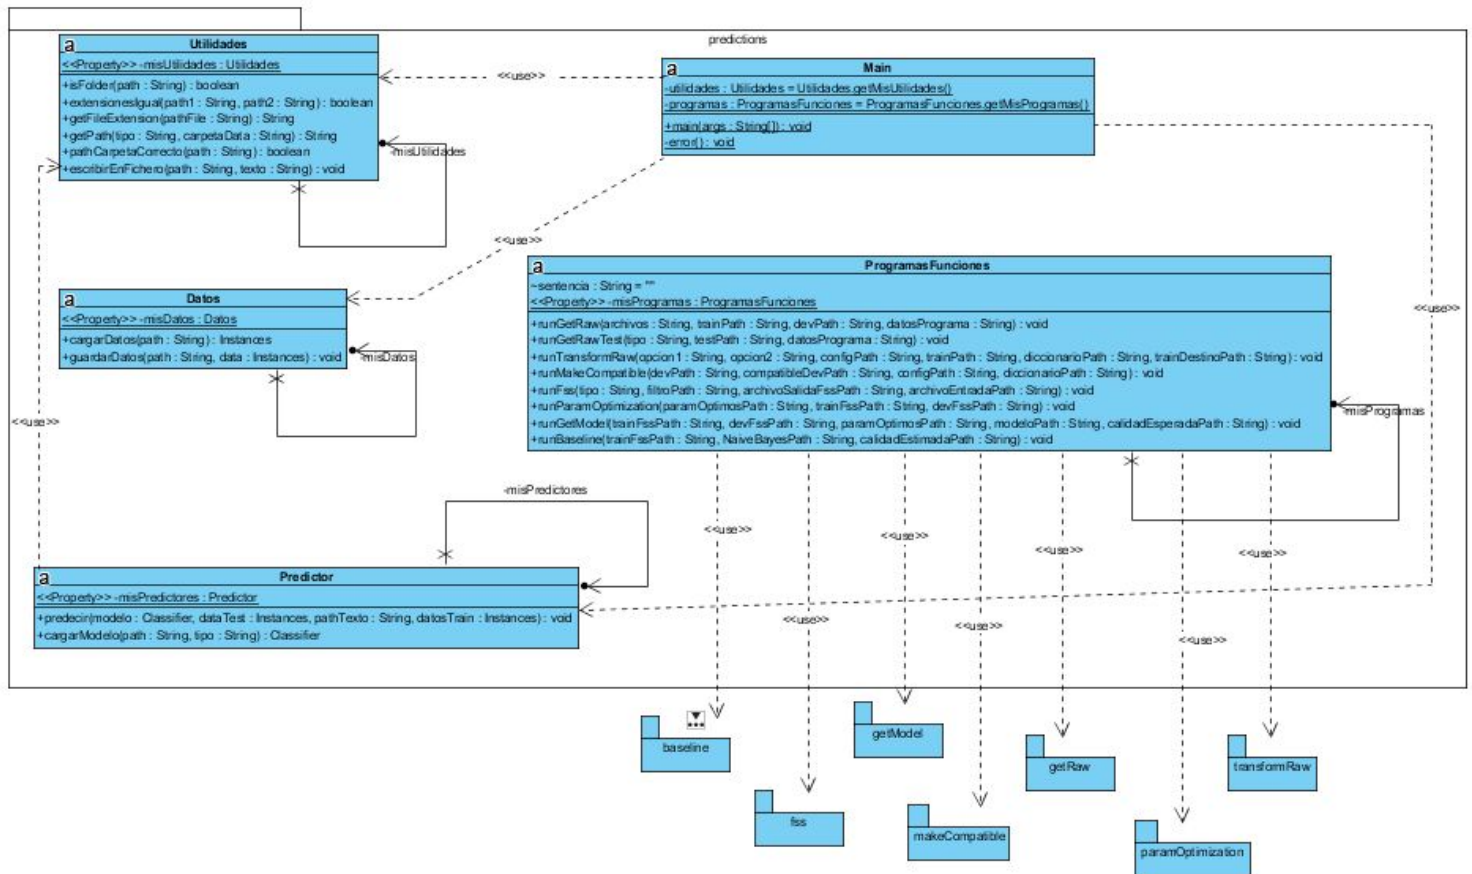 predictions
a
Utilidades
<<Property>> -misUtilidades : Utilidades
+isFolder(path : String) : boolean
+extensionesIgual(path1 : String, path2 : String) : boolean
+getFileExtension(pathFile : String) : String
+getPath(tipo : String, carpetaData : String) : String
+pathCarpetaCorrecto(path : String) : boolean
+escribirEnFichero(path : String, texto : String) : void
-misUtilidades
<<use>>
a
Main
-utilidades : Utilidades = Utilidades.getMisUtilidades()
-programas : ProgramasFunciones = ProgramasFunciones.getMisProgramas()
+main(args : String[]) : void
-error() : void
<<use>>
<<use>>
a
Datos
<<Property>> -misDatos : Datos
+cargarDatos(path : String) : Instances
+guardarDatos(path : String, data : Instances) : void
-misDatos
a
ProgramasFunciones
~sentencia : String = ""
<<Property>> -misProgramas : ProgramasFunciones
+runGetRaw(archivos : String, trainPath : String, devPath : String, datosPrograma : String) : void
+runGetRawTest(tipo : String, testPath : String, datosPrograma : String) : void
+runTransformRaw(opcion1 : String, opcion2 : String, configPath : String, trainPath : String, diccionarioPath : String, trainDestinoPath : String) : void
+runMakeCompatible(devPath : String, compatibleDevPath : String, configPath : String, diccionarioPath : String) : void
+runFss(tipo : String, filtroPath : String, archivoSalidaFssPath : String, archivoEntradaPath : String) : void
+runParamOptimization(paramOptimosPath : String, trainFssPath : String, devFssPath : String) : void
+runGetModel(trainFssPath : String, devFssPath : String, paramOptimosPath : String, modeloPath : String, calidadEsperadaPath : String) : void
+runBaseline(trainFssPath : String, NaiveBayesPath : String, calidadEstimadaPath : String) : void
-misProgramas
<<use>>
-misPredictores
a
Predictor
<<Property>> -misPredictores : Predictor
+predecir(modelo : Classifier, dataTest : Instances, pathTexto : String, datosTrain : Instances) : void
+cargarModelo(path : String, tipo : String) : Classifier
<<use>>
<<use>>
<<use>>
<<use>>
<<use>>
<<use>>
<<use>>
baseline
getModel
getRaw
transformRaw
fss
makeCompatible
paramOptimization